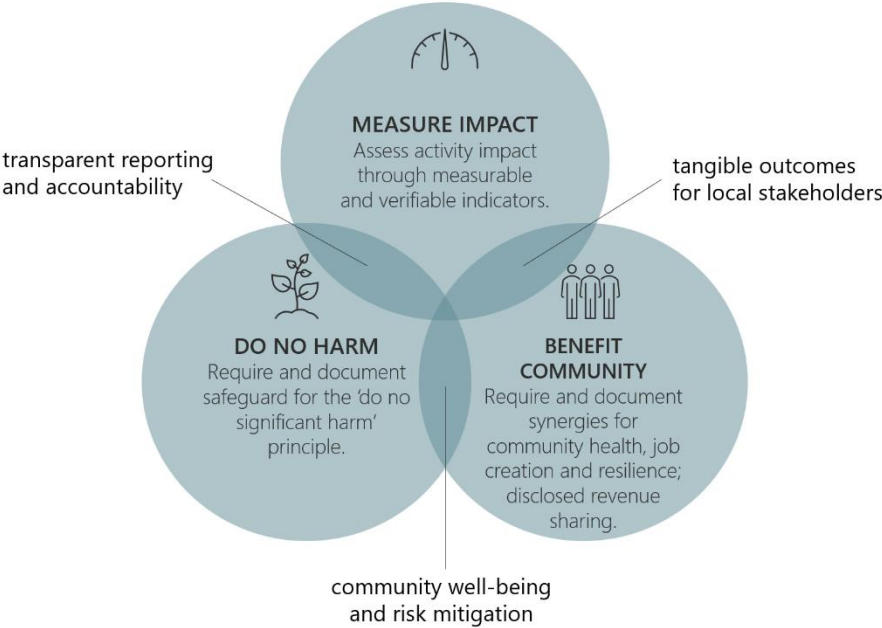 MEASURE IMPACT
Assess activity impact
through measurable
and verifiable indicators.
transparent reporting
and accountability
tangible outcomes
for local stakeholders
DO NO HARM
Require and document
safeguard for the ‘do no
significant harm’
principle.
BENEFIT
COMMUNITY
Require and document
synergies for
community health, job
creation and resilience;
disclosed revenue
sharing.
community well-being
and risk mitigation